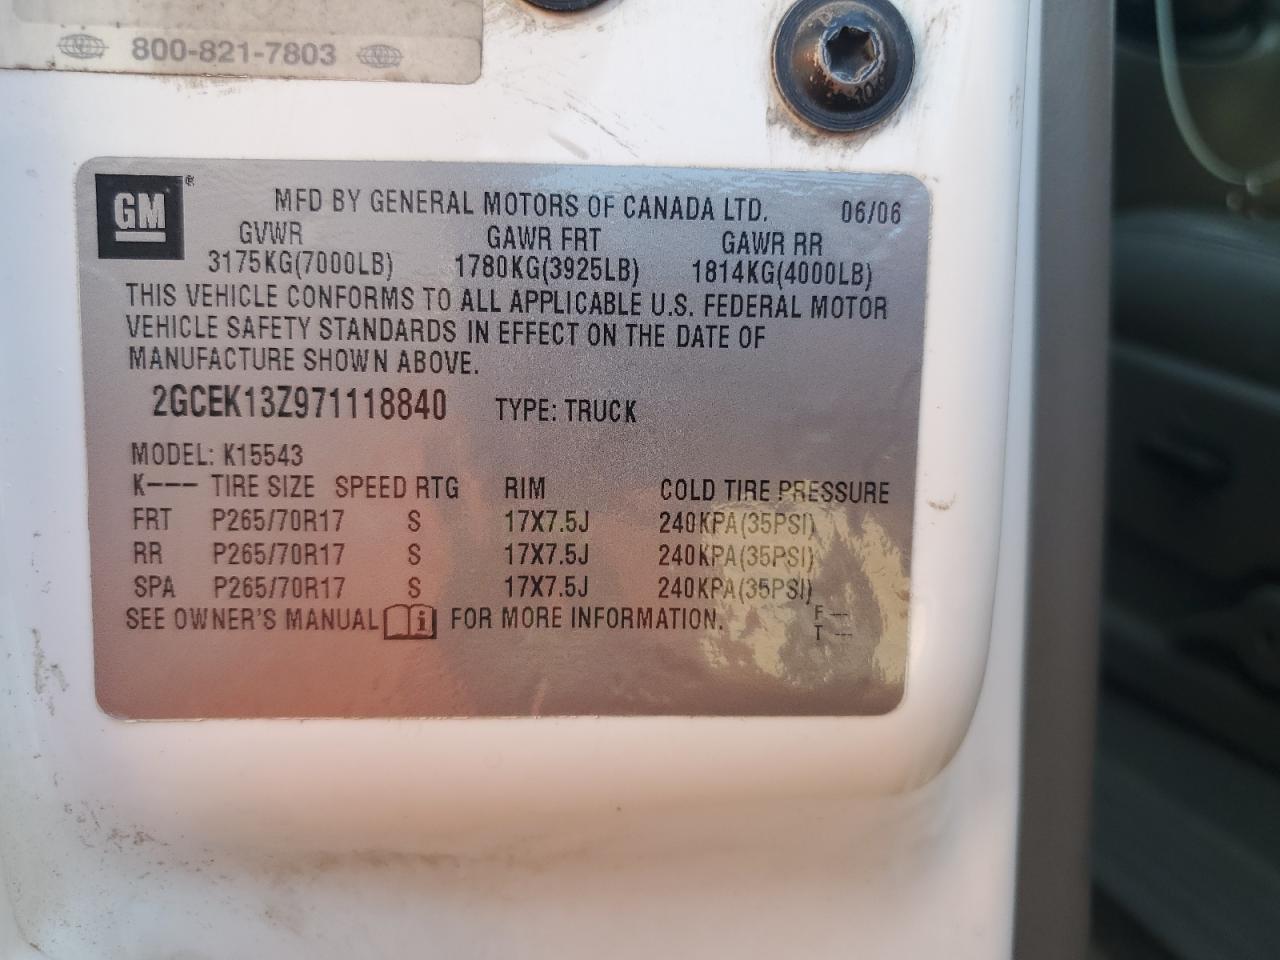 800-821-7803
GM®
MFD BY GENERAL MOTORS OF CANADA LTD. 06/06
GVWR GAWR FRT GAWR RR
3175KG(7000LB) 1780KG(3925LB) 1814KG(4000LB)
THIS VEHICLE CONFORMS TO ALL APPLICABLE U.S. FEDERAL MOTOR
VEHICLE SAFETY STANDARDS IN EFFECT ON THE DATE OF
MANUFACTURE SHOWN ABOVE.
2GCEK13Z971118840 TYPE: TRUCK
MODEL: K15543
K--- TIRE SIZE SPEED RTG RIM COLD TIRE PRESSURE
FRT P265/70R17 S 17X7.5J 240KPA(35PSI)
RR P265/70R17 S 17X7.5J 240KPA(35PSI)
SPA P265/70R17 S 17X7.5J 240KPA(35PSI)
SEE OWNER'S MANUAL i FOR MORE INFORMATION. F ---
T ---